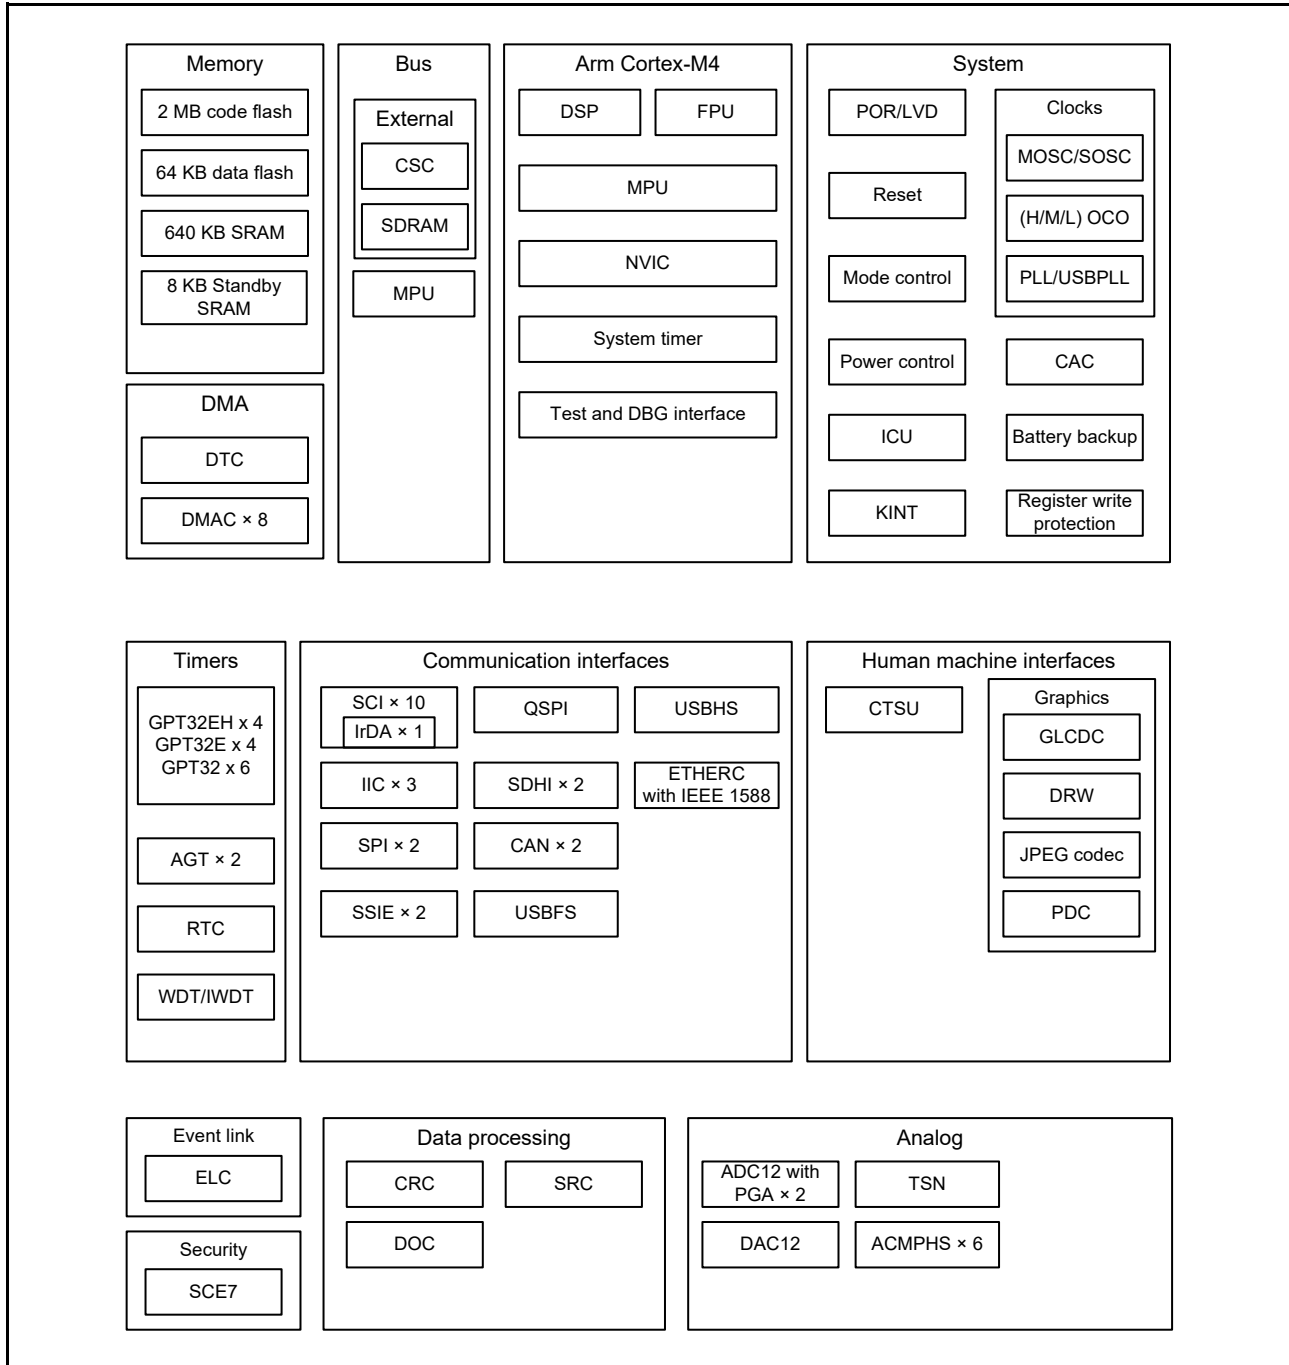 Memory
2 MB code flash
64 KB data flash
640 KB SRAM
8 KB Standby
SRAM
DMA
DTC
DMAC × 8
Bus
External
CSC
SDRAM
MPU
Arm Cortex-M4
DSP
FPU
MPU
NVIC
System timer
Test and DBG interface
System
POR/LVD
Reset
Mode control
Power control
ICU
KINT
Clocks
MOSC/SOSC
(H/M/L) OCO
PLL/USBPLL
CAC
Battery backup
Register write
protection
Timers
GPT32EH x 4
GPT32E x 4
GPT32 x 6
AGT × 2
RTC
WDT/IWDT
Communication interfaces
SCI × 10
IrDA × 1
IIC × 3
SPI × 2
SSIE × 2
QSPI
SDHI × 2
CAN × 2
USBFS
USBHS
ETHERC
with IEEE 1588
Human machine interfaces
CTSU
Graphics
GLCDC
DRW
JPEG codec
PDC
Event link
ELC
Security
SCE7
Data processing
CRC
SRC
DOC
Analog
ADC12 with
PGA × 2
TSN
DAC12
ACMPHS × 6